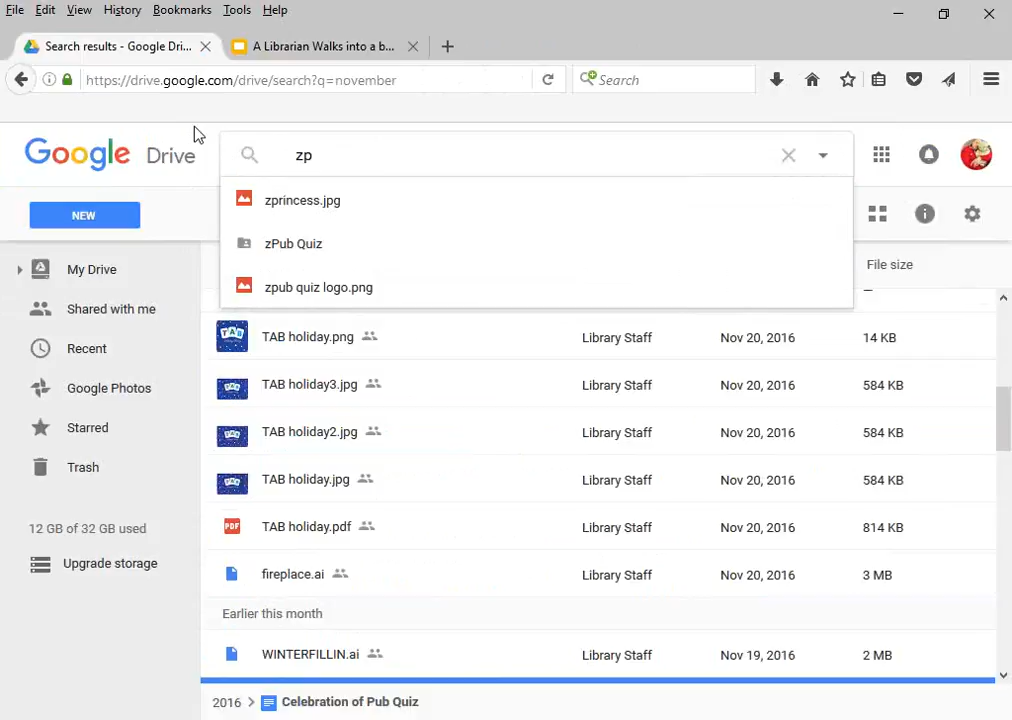 File Edit View History Bookmarks Tools Help
Search results - Google Dri... A Librarian Walks into a b...
https://drive.google.com/drive/search?q=november Search
Google Drive zp
NEW
zprincess.jpg
zPub Quiz
zpub quiz logo.png
File size
My Drive
Shared with me
Recent
Google Photos
Starred
Trash
12 GB of 32 GB used
Upgrade storage
TAB holiday.png Library Staff Nov 20, 2016 14 KB
TAB holiday3.jpg Library Staff Nov 20, 2016 584 KB
TAB holiday2.jpg Library Staff Nov 20, 2016 584 KB
TAB holiday.jpg Library Staff Nov 20, 2016 584 KB
PDF TAB holiday.pdf Library Staff Nov 20, 2016 814 KB
fireplace.ai Library Staff Nov 20, 2016 3 MB
Earlier this month
WINTERFILLIN.ai Library Staff Nov 19, 2016 2 MB
2016 Celebration of Pub Quiz